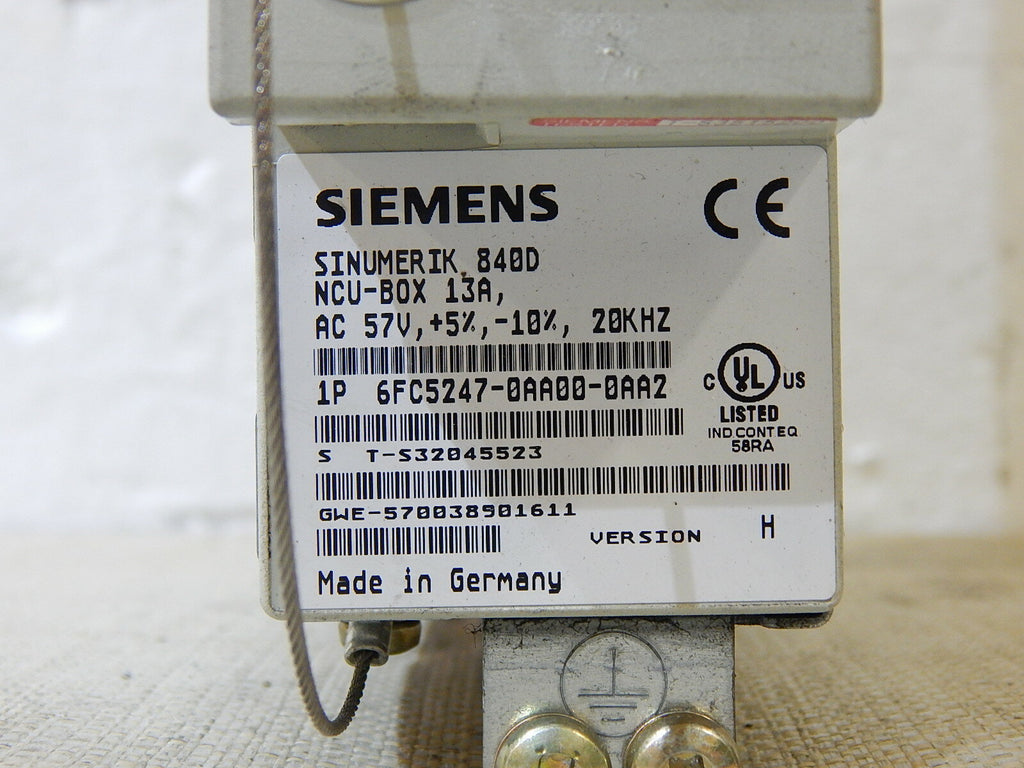 SIEMENS
CE
SINUMERIK 840D
NCU-BOX 13A,
AC 57V,+5%,-10%, 20KHZ
1P 6FC5247-0AA00-0AA2
C UL US
LISTED
IND.CONT.EQ.
58RA
S T-S32045523
GWE-570038901611
VERSION H
Made in Germany